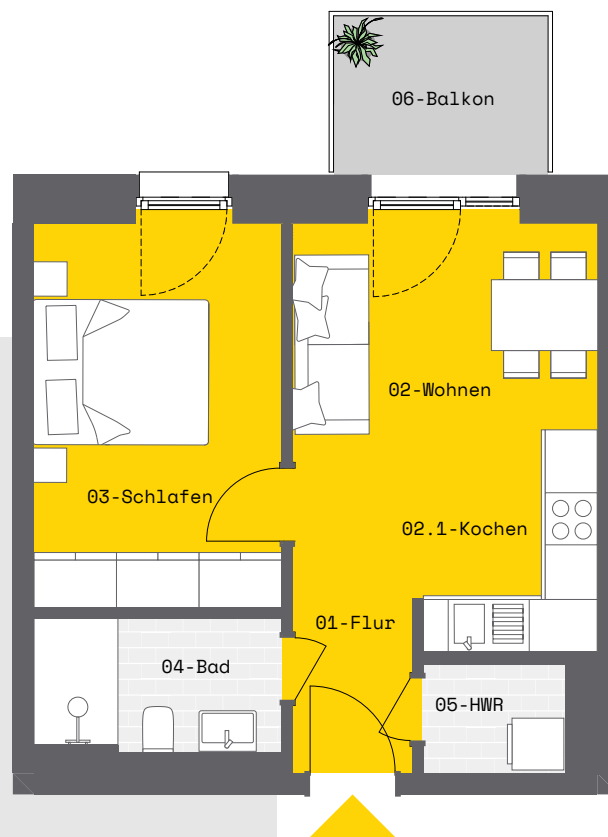 06-Balkon
02-Wohnen
03-Schlafen
02.1-Kochen
01-Flur
04-Bad
05-HWR